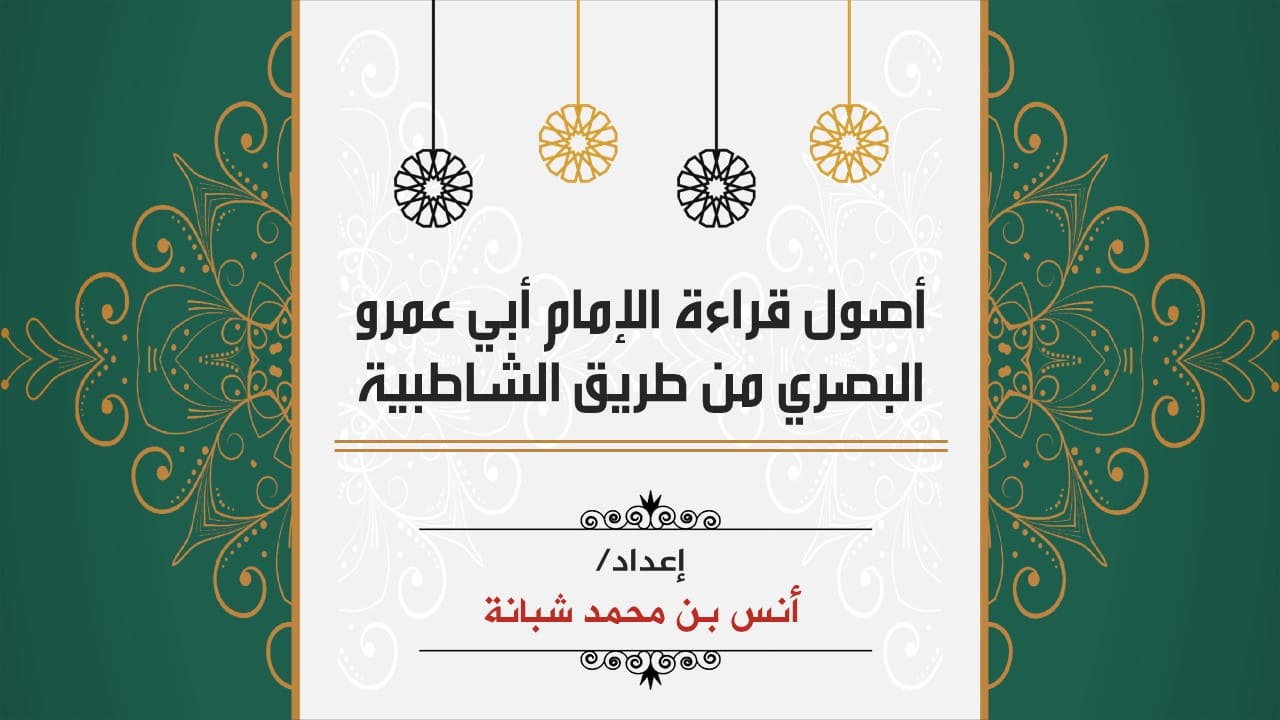 أصول قراءة الإمام أبي عمرو
البصري من طريق الشاطبية
إعداد/
أنس بن محمد شبانة